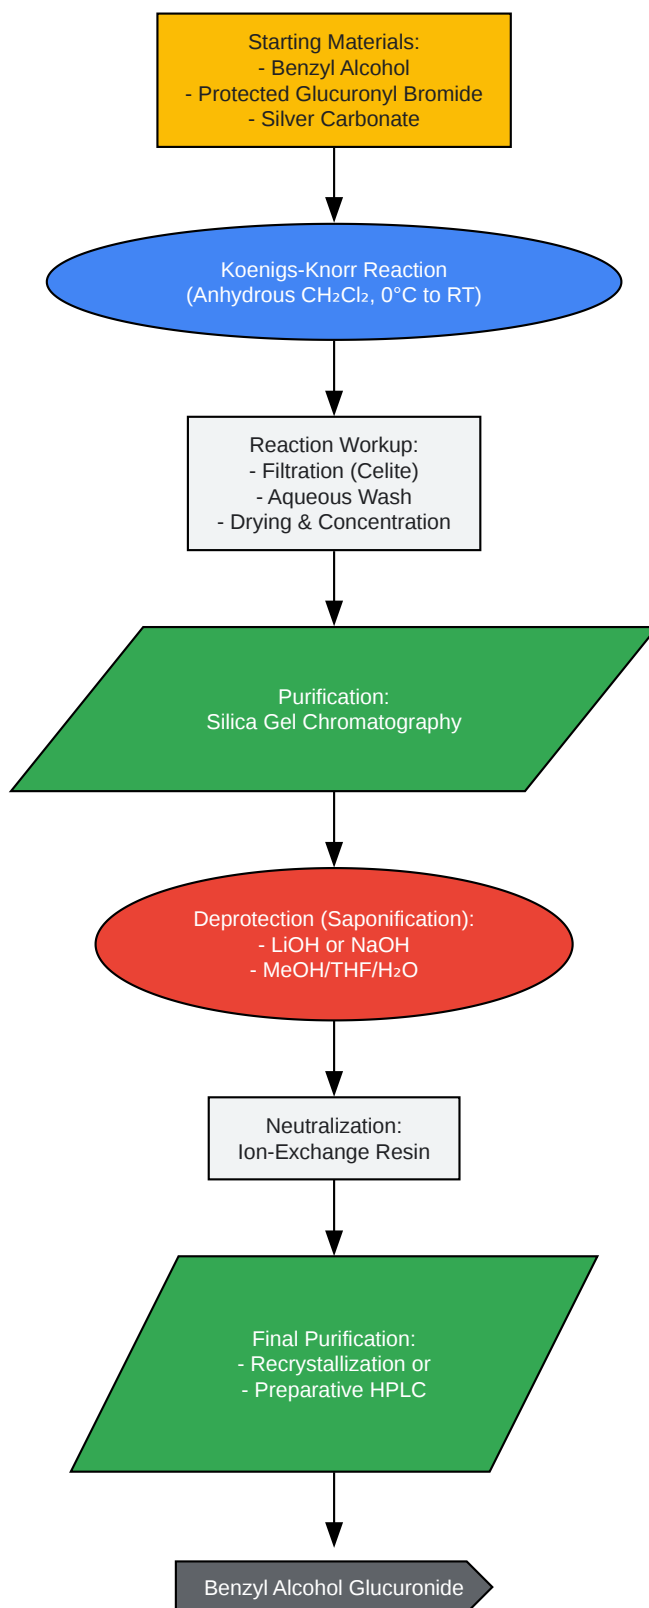 Starting Materials:
- Benzyl Alcohol
- Protected Glucuronyl Bromide
- Silver Carbonate
Koenigs-Knorr Reaction
(Anhydrous CH₂Cl₂, 0°C to RT)
Reaction Workup:
- Filtration (Celite)
- Aqueous Wash
- Drying & Concentration
Purification:
Silica Gel Chromatography
Deprotection (Saponification):
- LiOH or NaOH
- MeOH/THF/H₂O
Neutralization:
Ion-Exchange Resin
Final Purification:
- Recrystallization or
- Preparative HPLC
Benzyl Alcohol Glucuronide